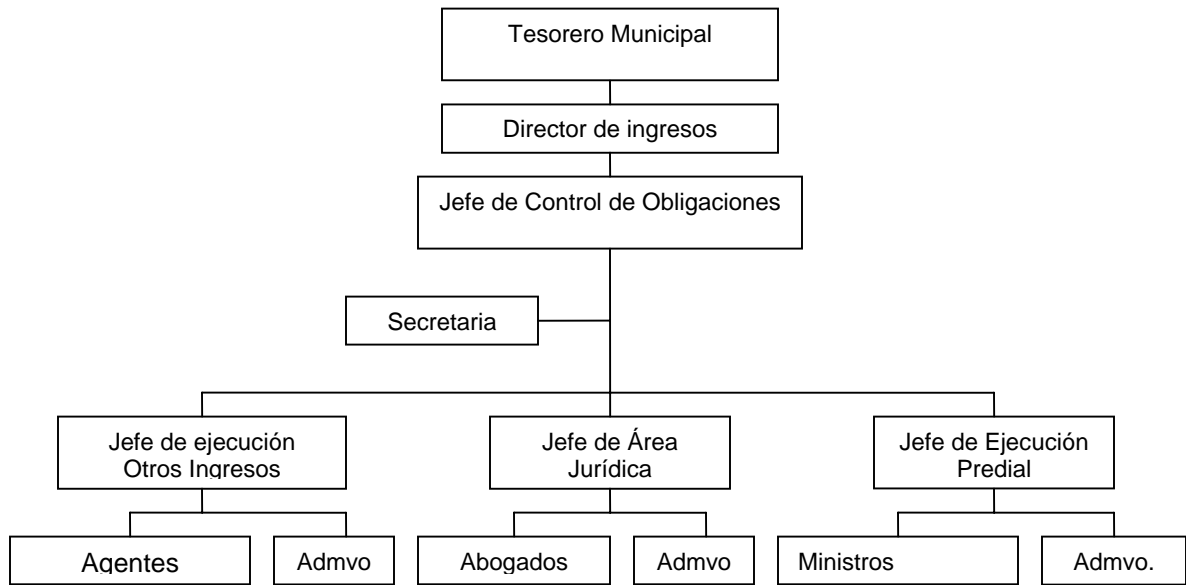 Tesorero Municipal
Director de ingresos
Jefe de Control de Obligaciones
Secretaria
Jefe de ejecución
Otros Ingresos
Jefe de Área
Jurídica
Jefe de Ejecución
Predial
Agentes
Admvo
Abogados
Admvo
Ministros
Admvo.